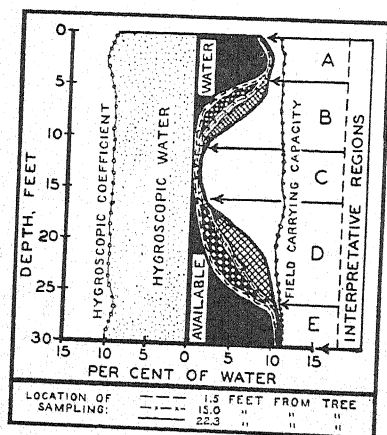 DEPTH, FEET
0
5
10
15
20
25
30
HYGROSCOPIC COEFFICIENT
HYGROSCOPIC WATER
AVAILABLE WATER
FIELD CARRYING CAPACITY
INTERPRETATIVE REGIONS
A
B
C
D
E
15 10 5 0 5 10 15
PER CENT OF WATER
LOCATION OF SAMPLING:
1.5 FEET FROM TREE
15.0 " " "
22.3 " " "